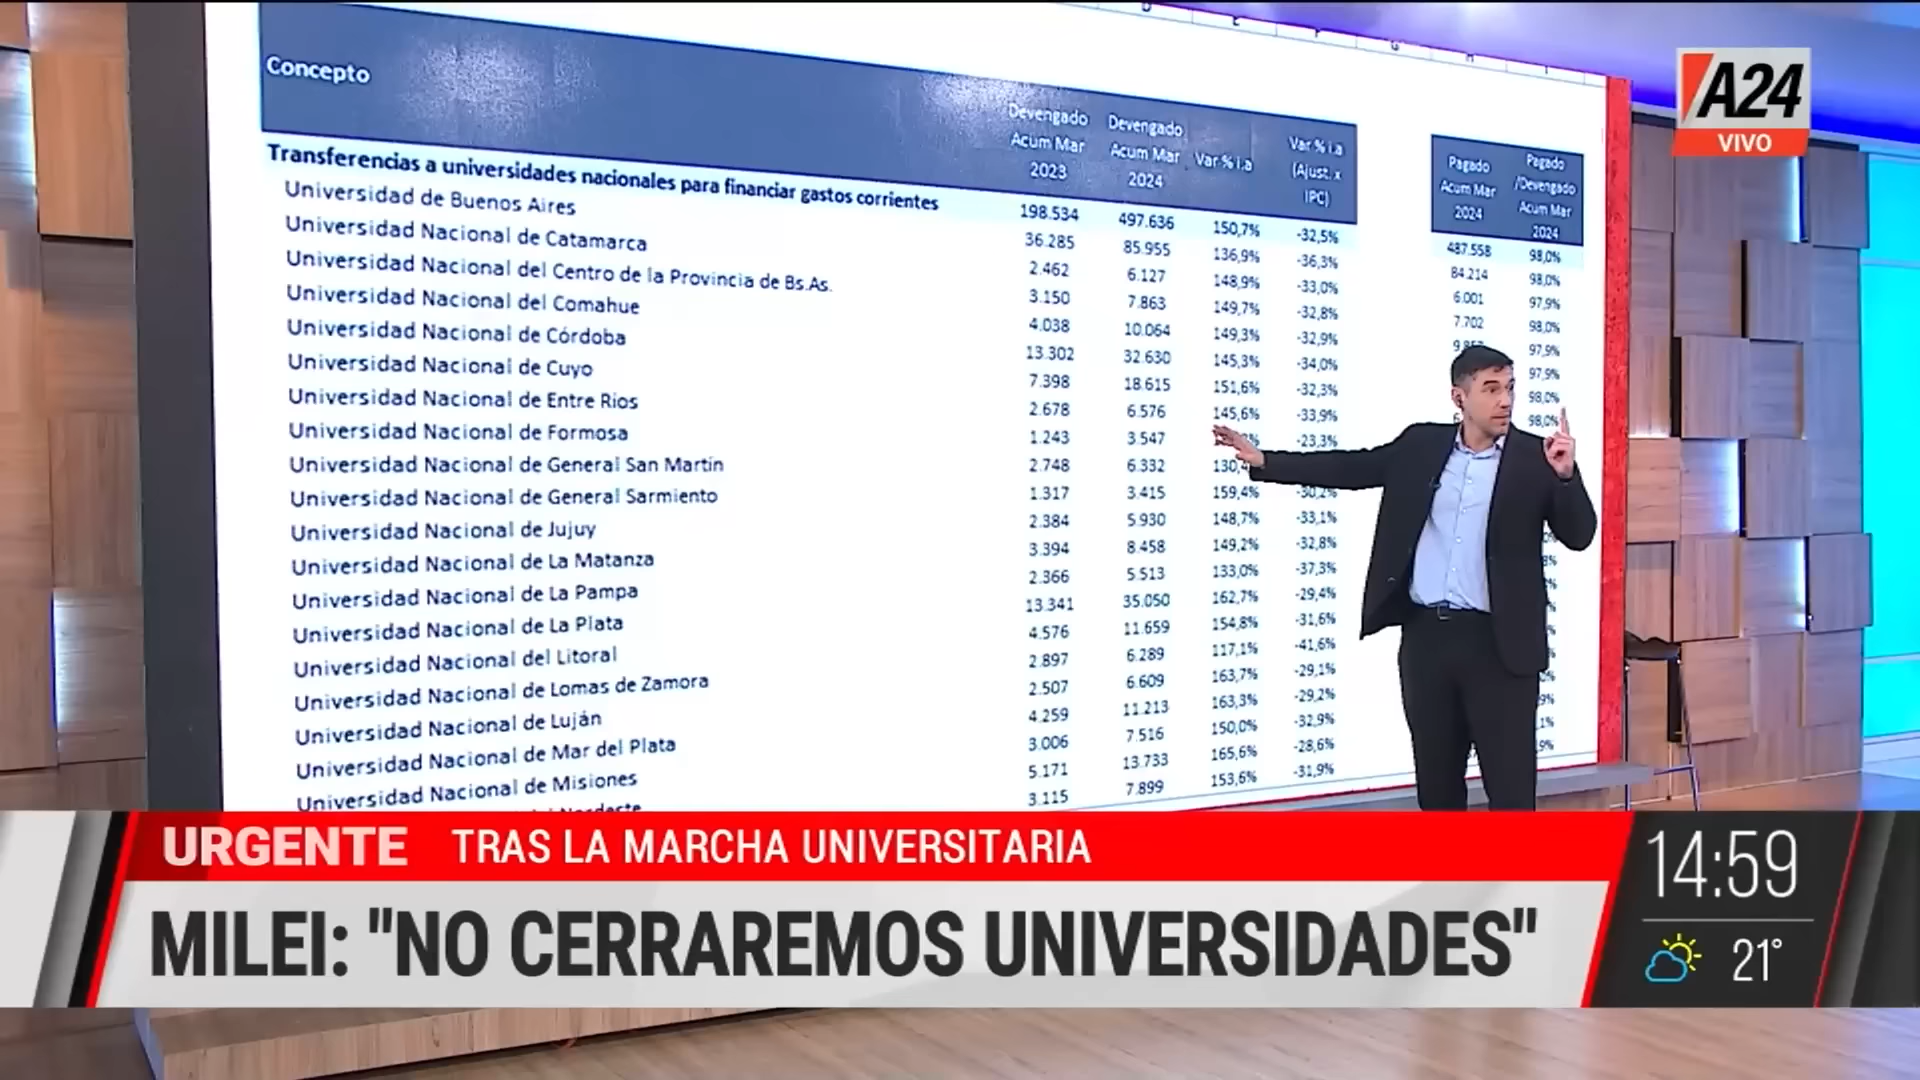 A24
VIVO
Concepto
Devengado Acum Mar 2023
Devengado Acum Mar 2024
Var % i.a
Var % i.a (Ajust. x IPC)
Pagado Acum Mar 2024
Pagado /Devengado Acum Mar 2024
Transferencias a universidades nacionales para financiar gastos corrientes 198.534 497.636 150,7% -32,5% 487.558 98,0%
Universidad de Buenos Aires 36.285 85.955 136,9% -36,3% 84.214 98,0%
Universidad Nacional de Catamarca 2.462 6.127 148,9% -33,0% 6.001 97,9%
Universidad Nacional del Centro de la Provincia de Bs.As. 3.150 7.863 149,7% -32,8% 7.702 98,0%
Universidad Nacional del Comahue 4.038 10.064 149,3% -32,9% 97,9%
Universidad Nacional de Córdoba 13.302 32.630 145,3% -34,0% 97,9%
Universidad Nacional de Cuyo 7.398 18.615 151,6% -32,3% 98,0%
Universidad Nacional de Entre Rios 2.678 6.576 145,6% -33,9% 98,0%
Universidad Nacional de Formosa 1.243 3.547 -23,3%
Universidad Nacional de General San Martin 2.748 6.332
Universidad Nacional de General Sarmiento 1.317 3.415 159,4% -30,2%
Universidad Nacional de Jujuy 2.384 5.930 148,7% -33,1%
Universidad Nacional de La Matanza 3.394 8.458 149,2% -32,8%
Universidad Nacional de La Pampa 2.366 5.513 133,0% -37,3%
Universidad Nacional de La Plata 13.341 35.050 162,7% -29,4%
Universidad Nacional del Litoral 4.576 11.659 154,8% -31,6%
Universidad Nacional de Lomas de Zamora 2.897 6.289 117,1% -41,6%
Universidad Nacional de Luján 2.507 6.609 163,7% -29,1%
Universidad Nacional de Mar del Plata 4.259 11.213 163,3% -29,2%
Universidad Nacional de Misiones 3.006 7.516 150,0% -32,9%
5.171 13.733 165,6% -28,6%
3.115 7.899 153,6% -31,9%
URGENTE TRAS LA MARCHA UNIVERSITARIA
MILEI: "NO CERRAREMOS UNIVERSIDADES"
14:59
21°